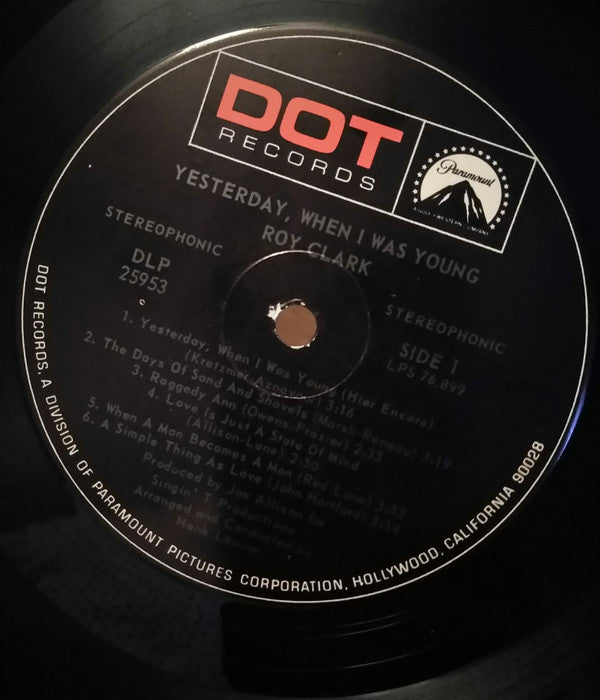 DOT
RECORDS
Paramount
A GULF + WESTERN COMPANY
YESTERDAY, WHEN I WAS YOUNG
ROY CLARK
STEREOPHONIC
DLP
25953
STEREOPHONIC
SIDE 1
LPS 76,899
1. Yesterday, When I Was Young (Hier Encore)
(Kretzmer-Aznavour) 3:16
2. The Days Of Sand And Shovels (Marsh-Reneau) 3:19
3. Raggedy Ann (Owens-Frazier) 2:33
4. Love Is Just A State Of Mind
(Allison-Lane) 2:50
5. When A Man Becomes A Man (Red Lane) 3:53
6. A Simple Thing As Love (John Hartford) 3:14
Produced by Joe Allison for
Singin' T productions
Arranged and Conducted by
Hank Levine
DOT RECORDS, A DIVISION OF PARAMOUNT PICTURES CORPORATION, HOLLYWOOD, CALIFORNIA 90028